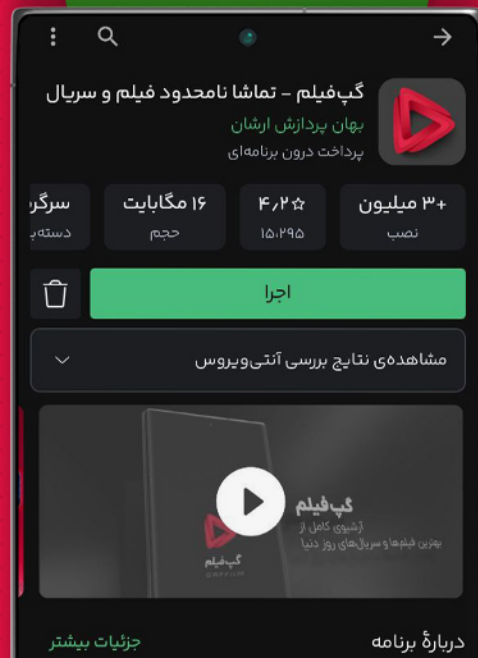 گپ‌فیلم – تماشا نامحدود فیلم و سریال
بهان پردازش ارشان
پرداخت درون برنامه‌ای
+۳ میلیون
نصب
۴٫۲☆
۱۵،۲۹۵
۱۶ مگابایت
حجم
سرگر
دسته‌ب
اجرا
مشاهده‌ی نتایج بررسی آنتی‌ویروس
گپ‌فیلم
آرشیوی کامل از
بهترین فیلم‌ها و سریال‌های روز دنیا
گپ‌فیلم
دربارهٔ برنامه
جزئیات بیشتر